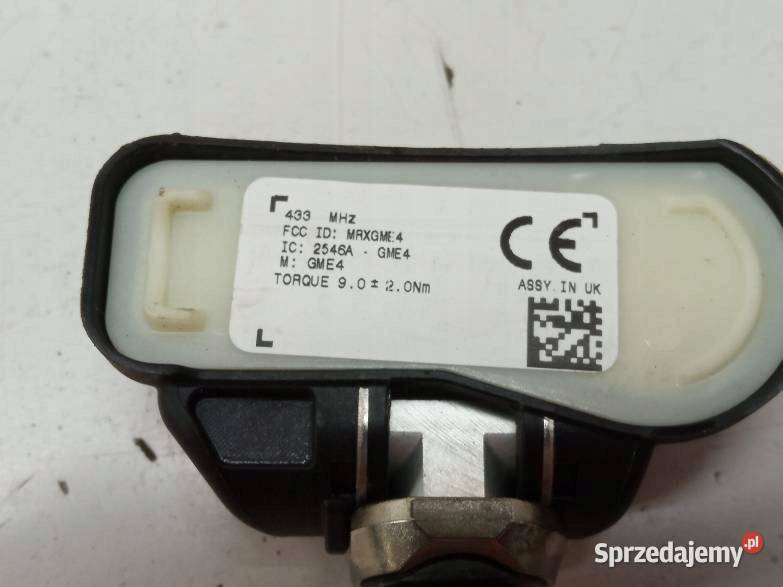 433 MHz
FCC ID: MRXGME4
IC: 2546A - GME4
M: GME4
TORQUE 9.0 ± 2.0Nm
CE
ASSY.IN UK
Sprzedajemy.pl